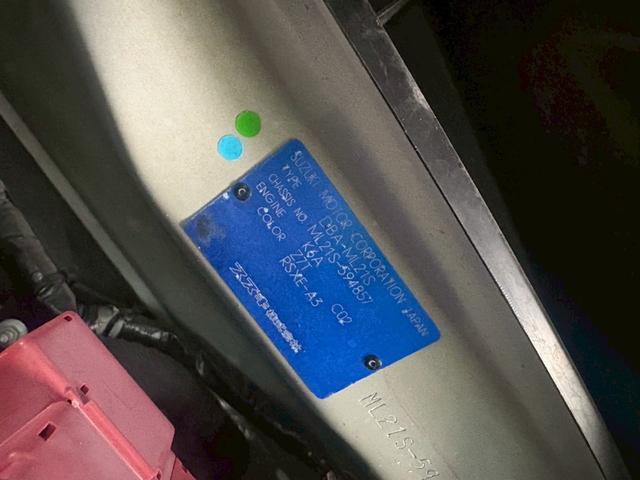 SUZUKI MOTOR CORPORATION JAPAN
TYPE DBA-ML21S
CHASSIS NO. ML21S-594857
ENGINE K6A
COLOR Z7T
RSXE-A3 C02
ML21S-59